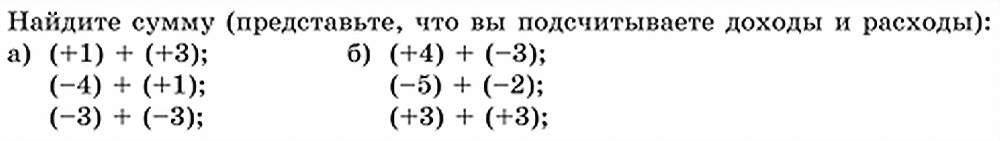 Найдите сумму (представьте, что вы подсчитываете доходы и расходы):
а) (+1) + (+3); б) (+4) + (−3);
(−4) + (+1); (−5) + (−2);
(−3) + (−3); (+3) + (+3);